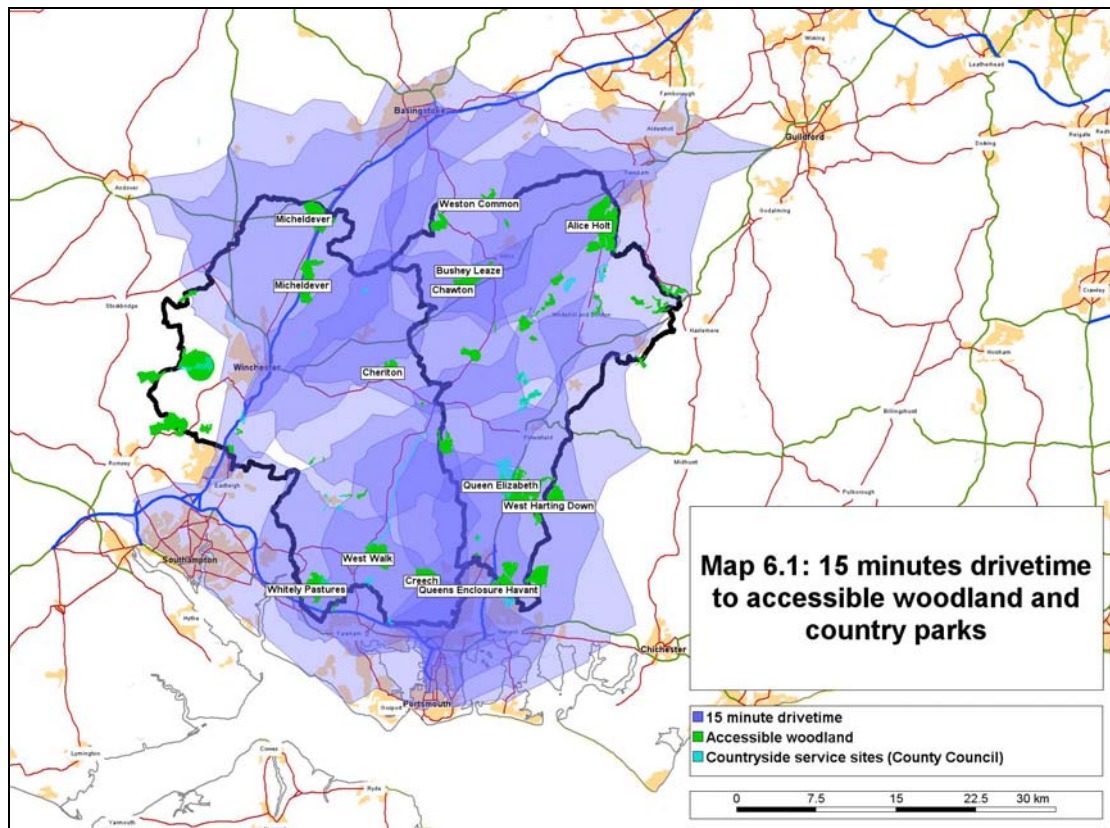 Woking
Leatherhead
Farnborough
Basingstoke
Aldershot
Guildford
Dorking
Reigate
Farnham
Andover
Godalming
Micheldever
Weston Common
Alice Holt
Bushey Leaze
Micheldever
Chawton
Crawley
Stockbridge
Whitehill and Bordon
Haslemere
Horsham
Winchester
Cheriton
Billingshurst
Petersfield
Romsey
Midhurst
Eastleigh
Queen Elizabeth
Pulborough
West Harting Down
Southampton
West Walk
Creech
Whitely Pastures
Queens Enclosure Havant
Hythe
Fareham
Havant
Chichester
Gosport
Portsmouth
Lymington
Cowes
Ryde
Yarmouth
Map 6.1: 15 minutes drivetime
to accessible woodland and
country parks
15 minute drivetime
Accessible woodland
Countryside service sites (County Council)
0 7.5 15 22.5 30 km